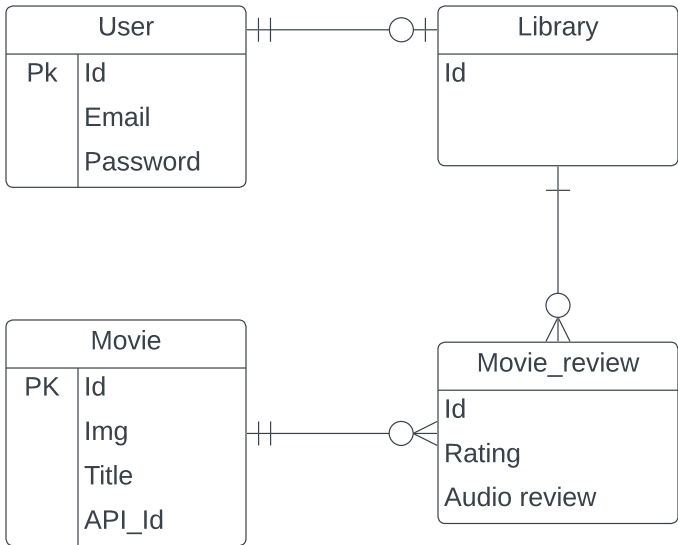 User
Pk Id
Email
Password
Library
Id
Movie
PK Id
Img
Title
API_Id
Movie_review
Id
Rating
Audio review